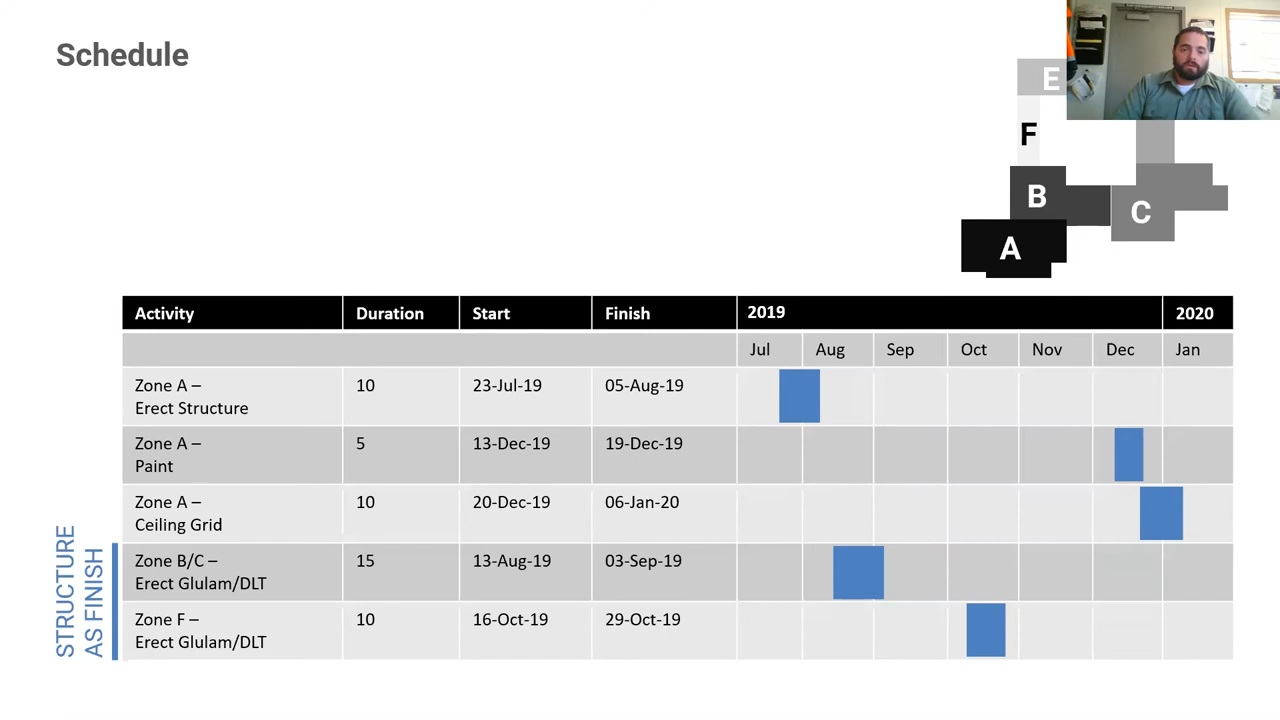 Schedule
E
F
B
C
A
Activity Duration Start Finish 2019 2020
Jul Aug Sep Oct Nov Dec Jan
Zone A – 10 23-Jul-19 05-Aug-19
Erect Structure
Zone A – 5 13-Dec-19 19-Dec-19
Paint
Zone A – 10 20-Dec-19 06-Jan-20
Ceiling Grid
Zone B/C – 15 13-Aug-19 03-Sep-19
Erect Glulam/DLT
Zone F – 10 16-Oct-19 29-Oct-19
Erect Glulam/DLT
STRUCTURE
AS FINISH